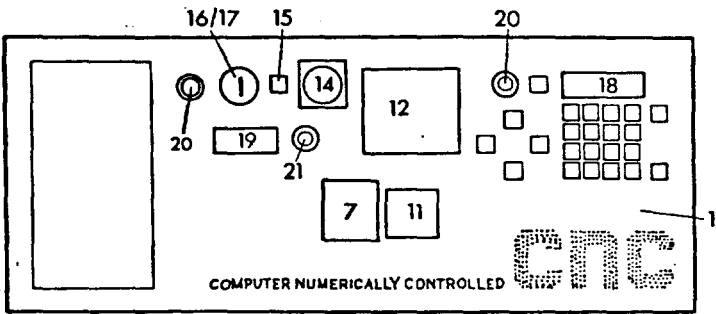 16/17 15 20
14 18
12
20 19 21
7 11 1
cnc
COMPUTER NUMERICALLY CONTROLLED